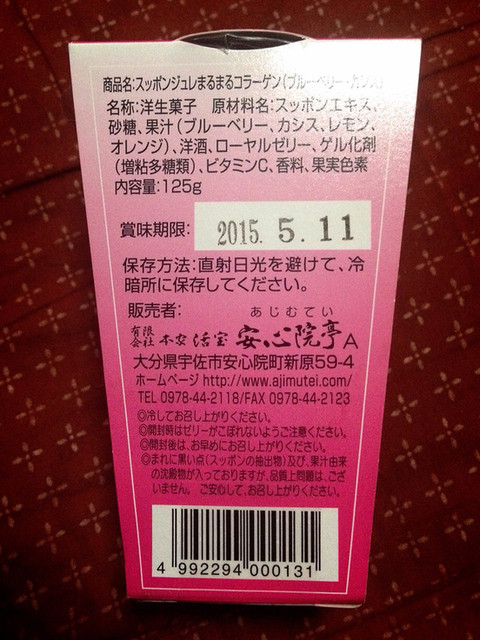 商品名:スッポンジュレまるまるコラーゲン(ブルーベリー・カシス)
名称:洋生菓子 原材料名:スッポンエキス、
砂糖、果汁(ブルーベリー、カシス、レモン、
オレンジ)、洋酒、ローヤルゼリー、ゲル化剤
(増粘多糖類)、ビタミンC、香料、果実色素
内容量:125g
賞味期限: 2015. 5. 11
保存方法:直射日光を避けて、冷
暗所に保存してください。
販売者:
あじむてい
有限会社 本家 活宝 安心院亭 A
大分県宇佐市安心院町新原59-4
ホームページ http://www.ajimutei.com/
TEL 0978-44-2118/FAX 0978-44-2123
◎冷してお召し上がりください。
◎開封時はゼリーがこぼれないようご注意ください。
◎開封後は、お早めにお召し上がりください。
◎まれに黒い点(スッポンの抽出物)及び、果汁由来
の沈殿物が入っておりますが、品質上問題は、ござ
いません。ご安心して、お召し上がりください。
4 992294 000131